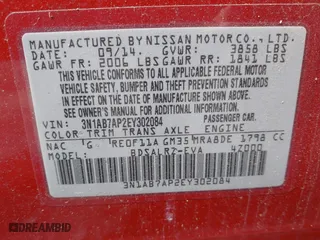 MANUFACTURED BY NISSAN MOTOR CO., LTD.
DATE: 09/14. GVWR: 3858 LBS
GAWR FR: 2006 LBS GAWR RR: 1841 LBS
THIS VEHICLE CONFORMS TO ALL APPLICABLE FEDERAL MOTOR
VEHICLE SAFETY, BUMPER AND THEFT PREVENTION STANDARDS
IN EFFECT ON THE DATE OF MANUFACTURE SHOWN ABOVE.
VIN: 3N1AB7AP2EY302084 PASSENGER CAR.
COLOR TRIM TRANS AXLE ENGINE
NAC G RE0F11A GM35 MRA8DE 1798 CC
MODEL: BDSALR7-EVA 4Z000
3N1AB7AP2EY302084
DREAMBID